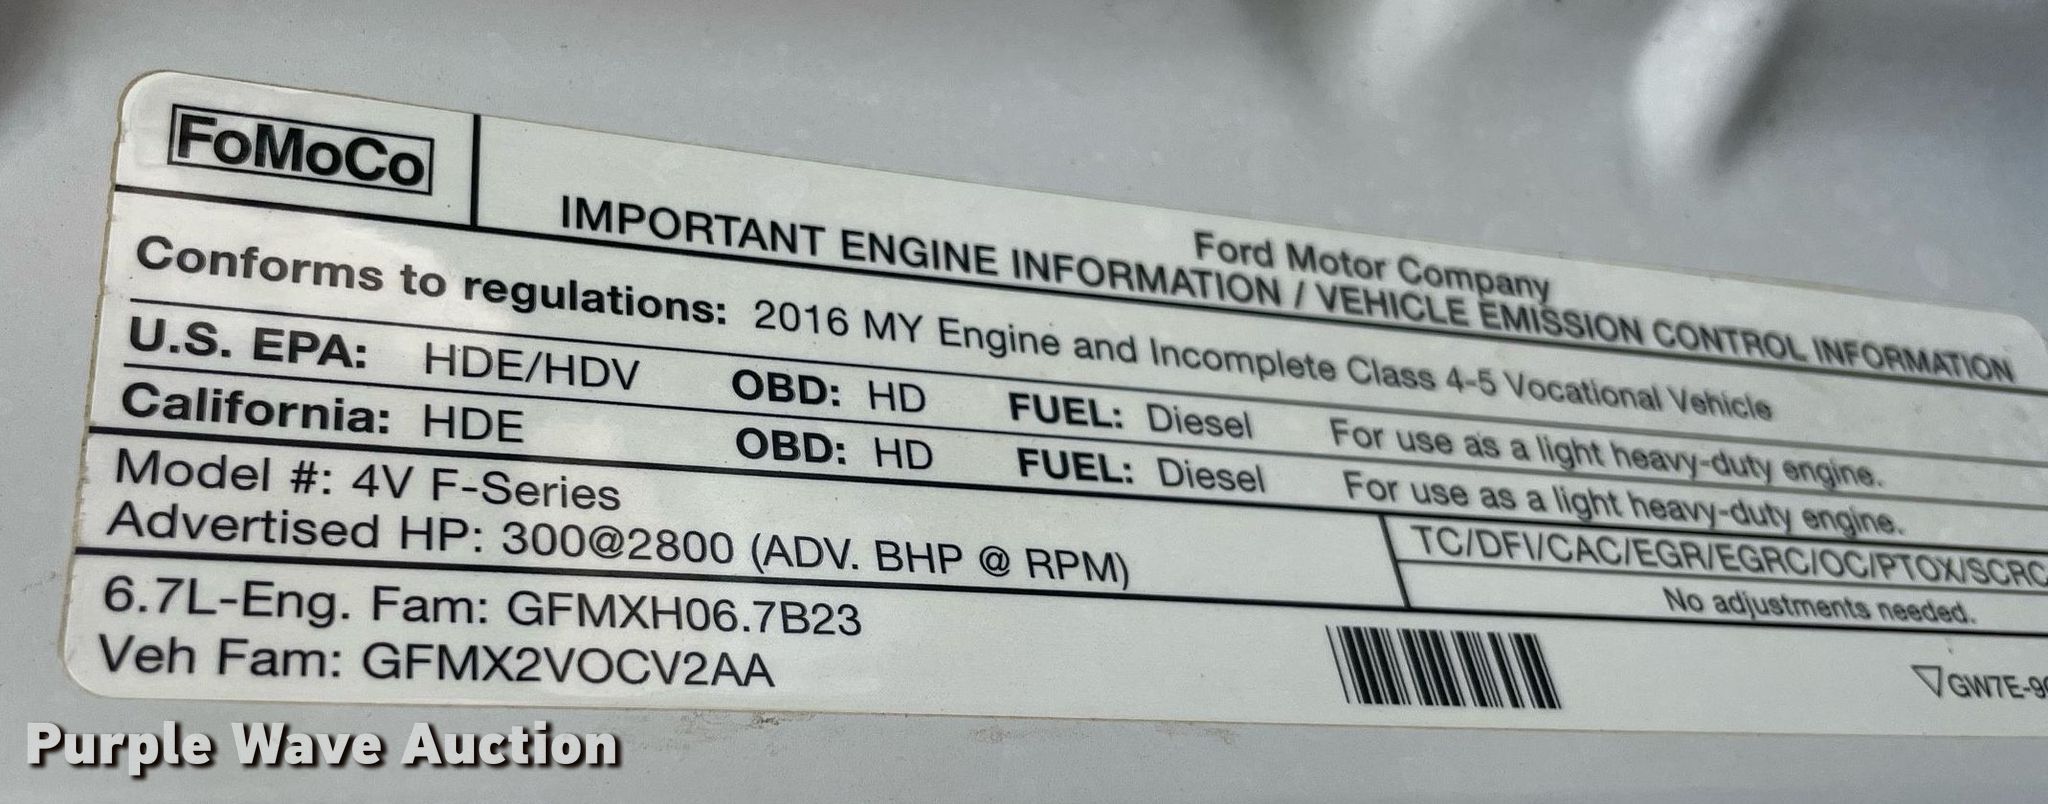 FoMoCo
Ford Motor Company
IMPORTANT ENGINE INFORMATION / VEHICLE EMISSION CONTROL INFORMATION
Conforms to regulations: 2016 MY Engine and Incomplete Class 4-5 Vocational Vehicle
U.S. EPA: HDE/HDV OBD: HD FUEL: Diesel For use as a light heavy-duty engine.
California: HDE OBD: HD FUEL: Diesel For use as a light heavy-duty engine.
Model #: 4V F-Series
Advertised HP: 300@2800 (ADV. BHP @ RPM)
TC/DFI/CAC/EGR/EGRC/OC/PTOX/SCRC
No adjustments needed.
6.7L-Eng. Fam: GFMXH06.7B23
Veh Fam: GFMX2VOCV2AA
GW7E-9
Purple Wave Auction